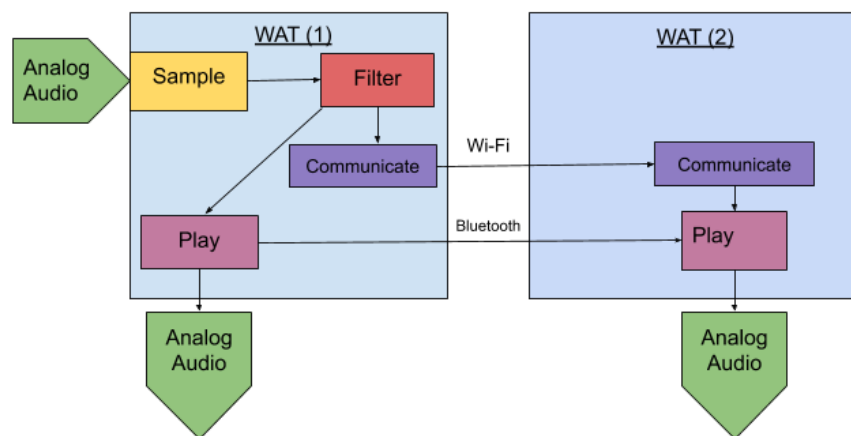 WAT (1)
WAT (2)
Analog
Audio
Sample
Filter
Wi-Fi
Communicate
Communicate
Bluetooth
Play
Play
Analog
Audio
Analog
Audio